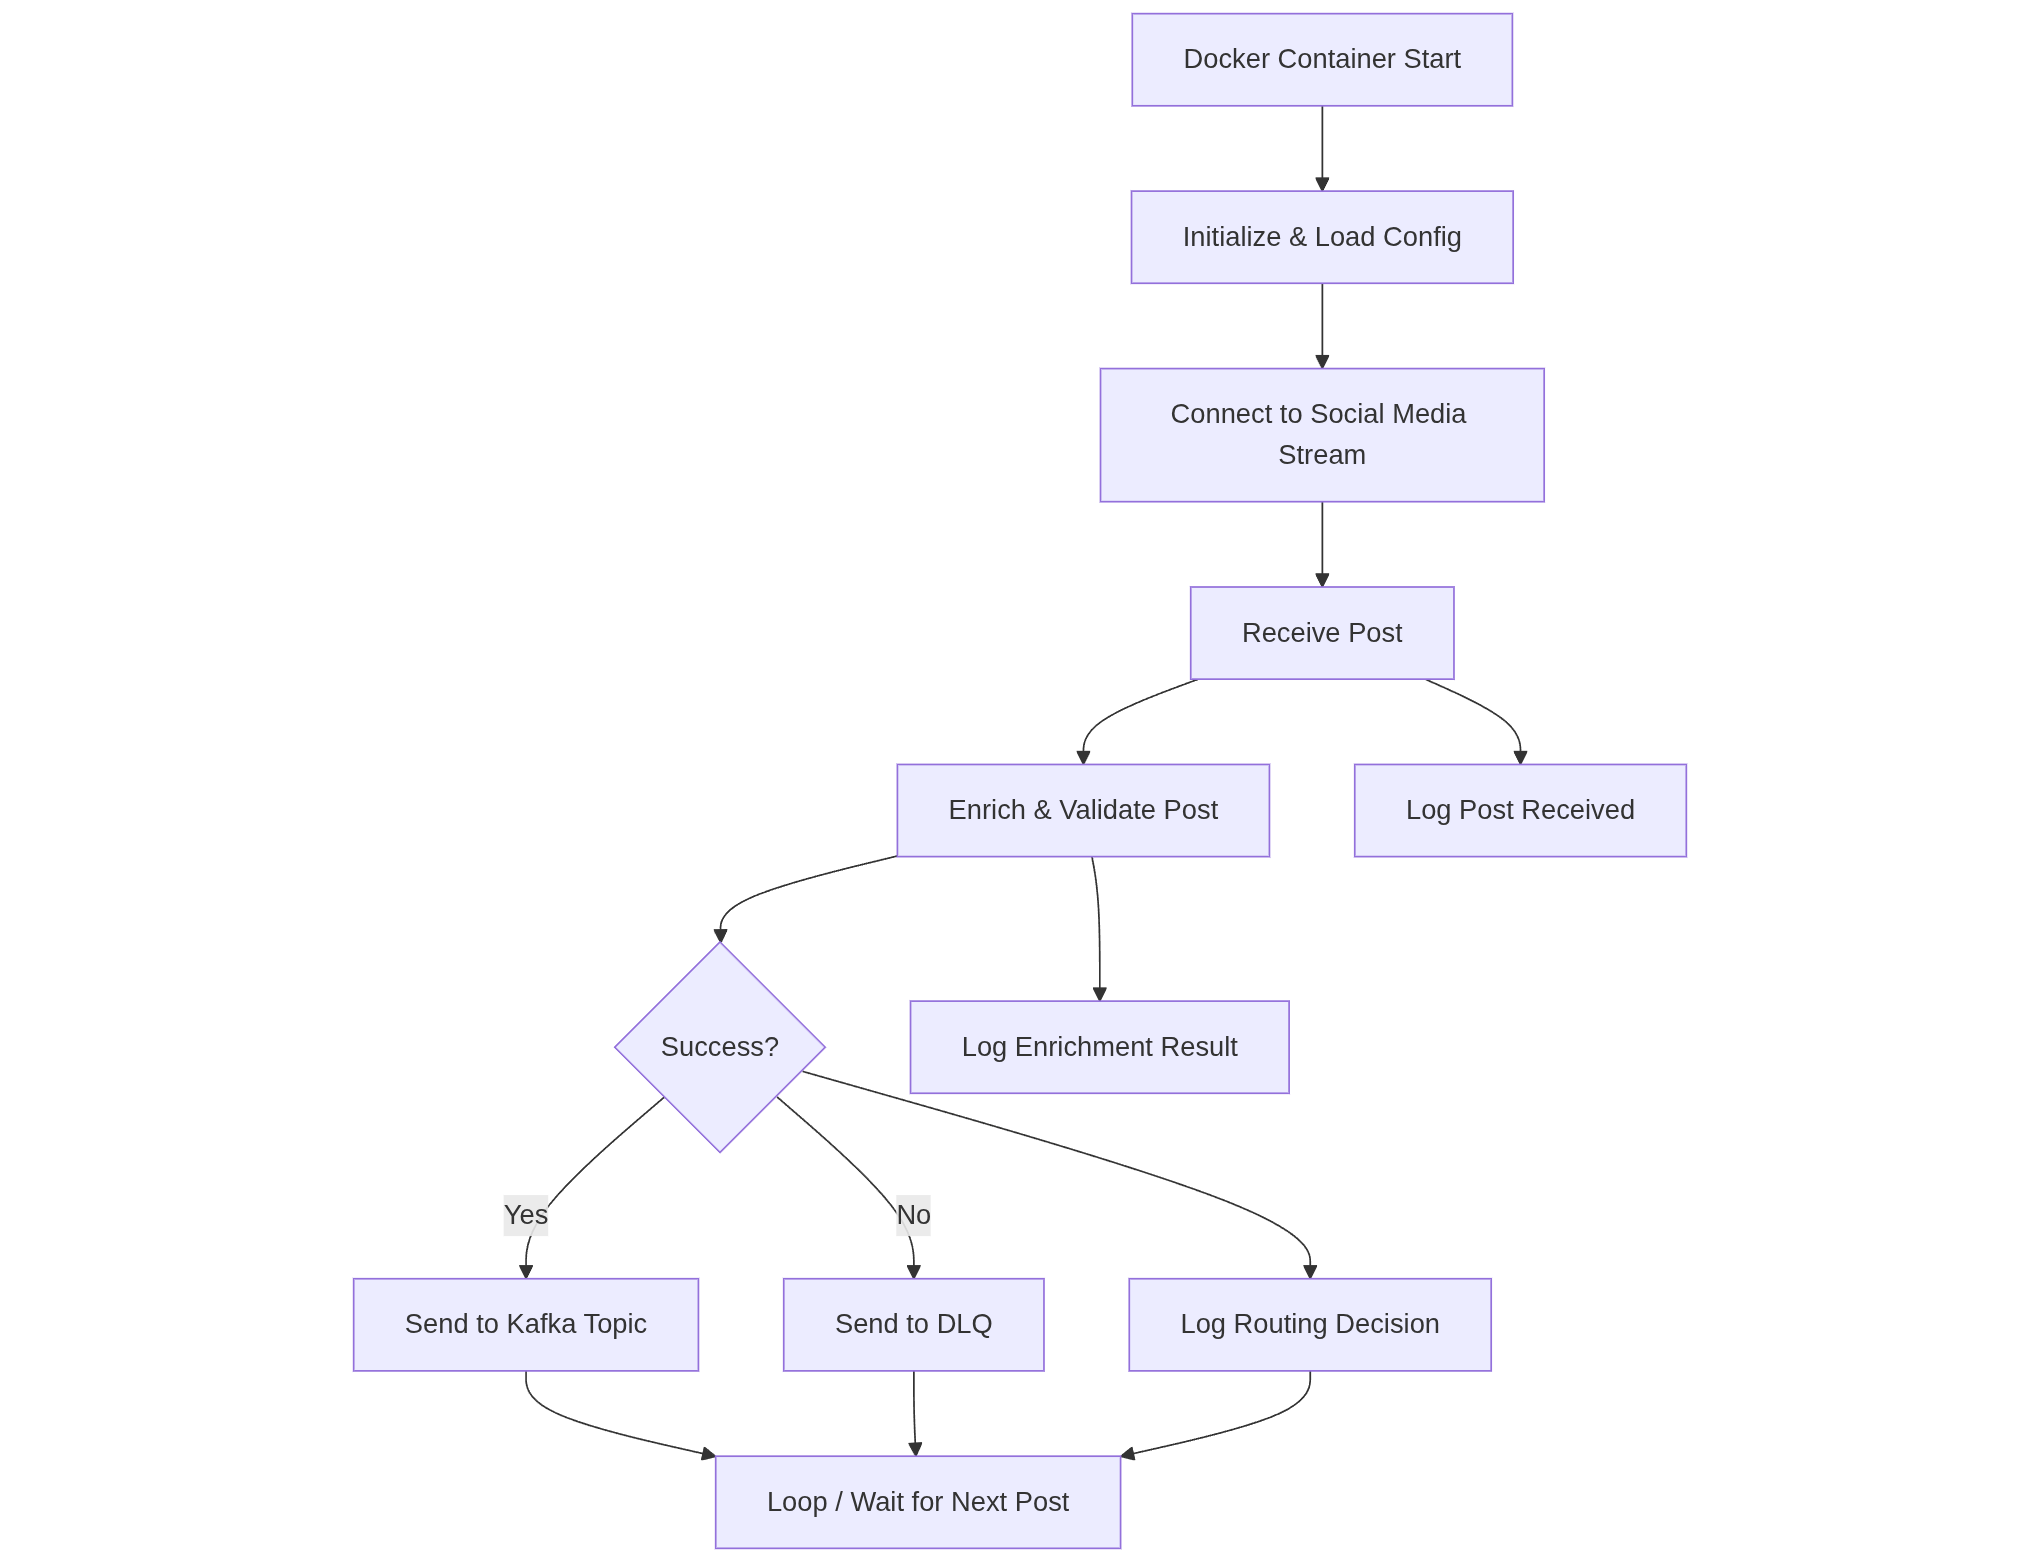 Docker Container Start
Initialize & Load Config
Connect to Social Media
Stream
Receive Post
Enrich & Validate Post
Log Post Received
Success?
Log Enrichment Result
Yes
No
Send to Kafka Topic
Send to DLQ
Log Routing Decision
Loop / Wait for Next Post